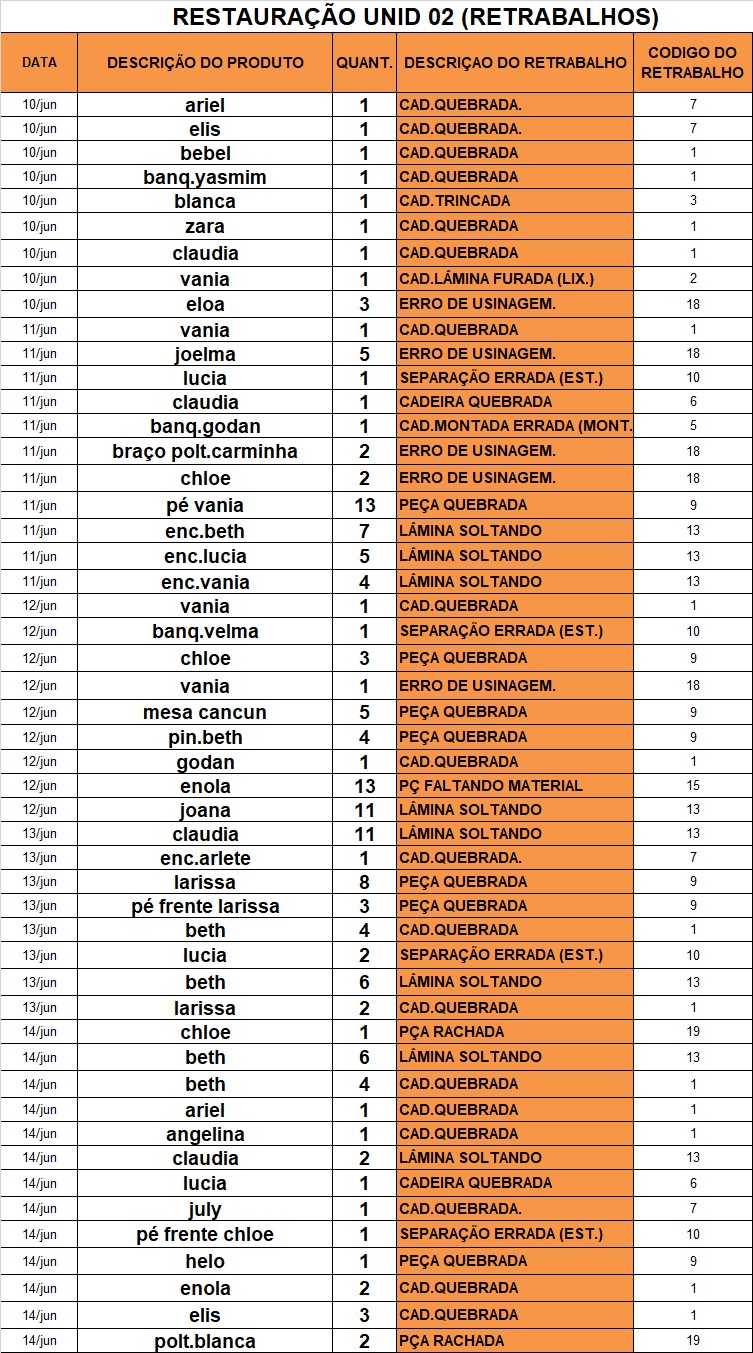 RESTAURAÇÃO UNID 02 (RETRABALHOS)
DATA DESCRIÇÃO DO PRODUTO QUANT. DESCRIÇAO DO RETRABALHO CODIGO DO RETRABALHO
10/jun ariel 1 CAD.QUEBRADA. 7
10/jun elis 1 CAD.QUEBRADA. 7
10/jun bebel 1 CAD.QUEBRADA 1
10/jun banq.yasmim 1 CAD.QUEBRADA 1
10/jun blanca 1 CAD.TRINCADA 3
10/jun zara 1 CAD.QUEBRADA 1
10/jun claudia 1 CAD.QUEBRADA 1
10/jun vania 1 CAD.LÂMINA FURADA (LIX.) 2
10/jun eloa 3 ERRO DE USINAGEM. 18
11/jun vania 1 CAD.QUEBRADA 1
11/jun joelma 5 ERRO DE USINAGEM. 18
11/jun lucia 1 SEPARAÇÃO ERRADA (EST.) 10
11/jun claudia 1 CADEIRA QUEBRADA 6
11/jun banq.godan 1 CAD.MONTADA ERRADA (MONT. 5
11/jun braço polt.carminha 2 ERRO DE USINAGEM. 18
11/jun chloe 2 ERRO DE USINAGEM. 18
11/jun pé vania 13 PEÇA QUEBRADA 9
11/jun enc.beth 7 LÂMINA SOLTANDO 13
11/jun enc.lucia 5 LÂMINA SOLTANDO 13
11/jun enc.vania 4 LÂMINA SOLTANDO 13
12/jun vania 1 CAD.QUEBRADA 1
12/jun banq.velma 1 SEPARAÇÃO ERRADA (EST.) 10
12/jun chloe 3 PEÇA QUEBRADA 9
12/jun vania 1 ERRO DE USINAGEM. 18
12/jun mesa cancun 5 PEÇA QUEBRADA 9
12/jun pin.beth 4 PEÇA QUEBRADA 9
12/jun godan 1 CAD.QUEBRADA 1
12/jun enola 13 PÇ FALTANDO MATERIAL 15
12/jun joana 11 LÂMINA SOLTANDO 13
13/jun claudia 11 LÂMINA SOLTANDO 13
13/jun enc.arlete 1 CAD.QUEBRADA. 7
13/jun larissa 8 PEÇA QUEBRADA 9
13/jun pé frente larissa 3 PEÇA QUEBRADA 9
13/jun beth 4 CAD.QUEBRADA 1
13/jun lucia 2 SEPARAÇÃO ERRADA (EST.) 10
13/jun beth 6 LÂMINA SOLTANDO 13
13/jun larissa 2 CAD.QUEBRADA 1
14/jun chloe 1 PÇA RACHADA 19
14/jun beth 6 LÂMINA SOLTANDO 13
14/jun beth 4 CAD.QUEBRADA 1
14/jun ariel 1 CAD.QUEBRADA 1
14/jun angelina 1 CAD.QUEBRADA 1
14/jun claudia 2 LÂMINA SOLTANDO 13
14/jun lucia 1 CADEIRA QUEBRADA 6
14/jun july 1 CAD.QUEBRADA. 7
14/jun pé frente chloe 1 SEPARAÇÃO ERRADA (EST.) 10
14/jun helo 1 PEÇA QUEBRADA 9
14/jun enola 2 CAD.QUEBRADA 1
14/jun elis 3 CAD.QUEBRADA 1
14/jun polt.blanca 2 PÇA RACHADA 19